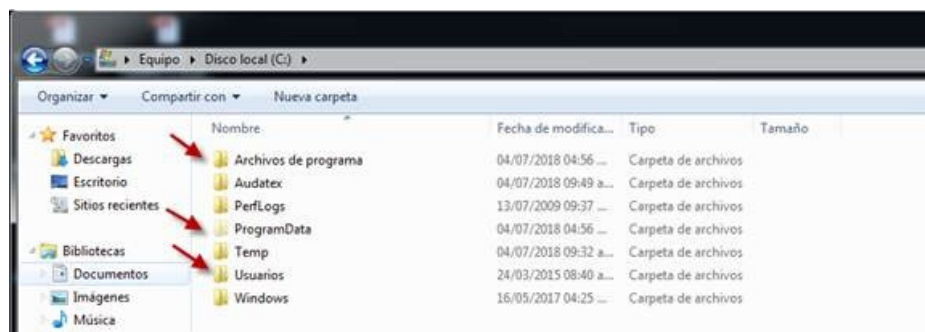 Equipo ▸ Disco local (C:) ▸
Organizar Compartir con Nueva carpeta
Nombre Fecha de modifica... Tipo Tamaño
Favoritos
Descargas
Escritorio
Sitios recientes
Bibliotecas
Documentos
Imágenes
Música
Archivos de programa 04/07/2018 04:56 ... Carpeta de archivos
Audatex 04/07/2018 09:49 a... Carpeta de archivos
PerfLogs 13/07/2009 09:37 ... Carpeta de archivos
ProgramData 04/07/2018 04:56 ... Carpeta de archivos
Temp 04/07/2018 09:32 a... Carpeta de archivos
Usuarios 24/03/2015 08:40 a... Carpeta de archivos
Windows 16/05/2017 04:25 ... Carpeta de archivos